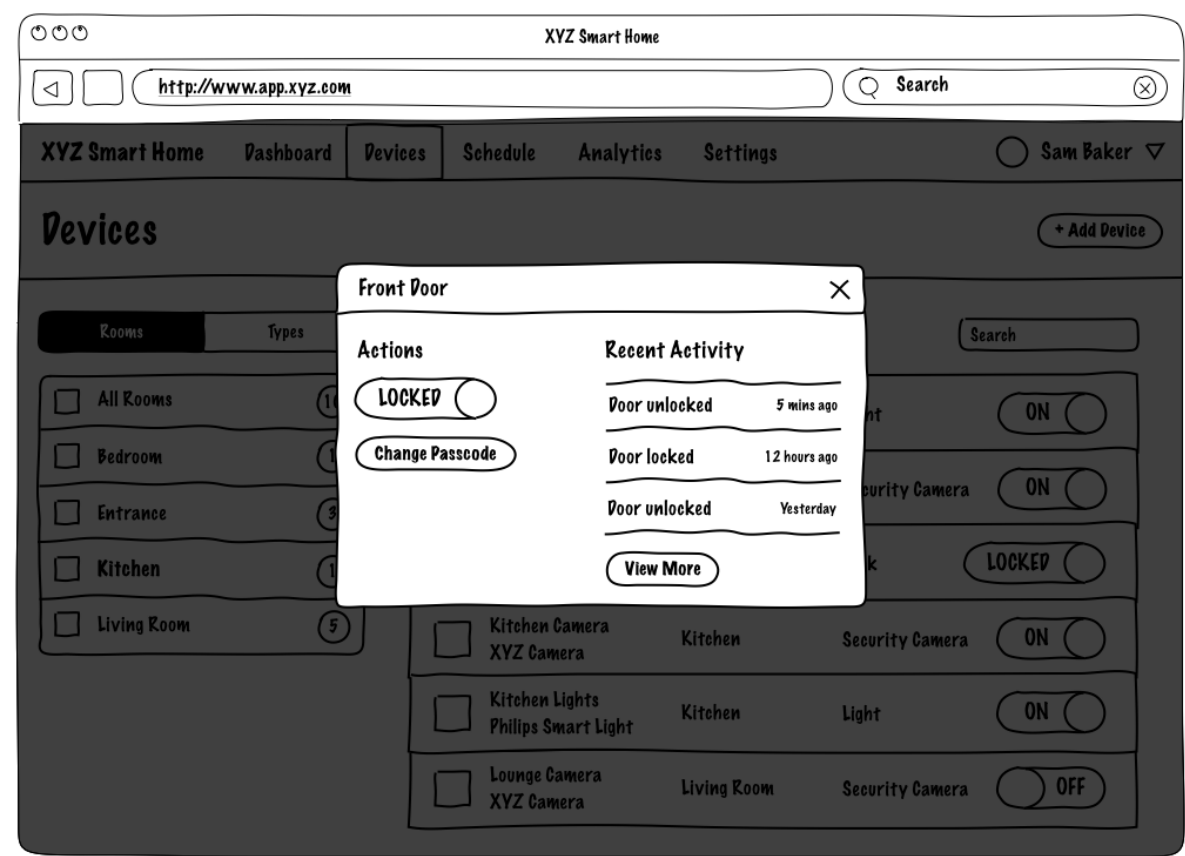 XYZ Smart Home
http://www.app.xyz.com
Search
XYZ Smart Home Dashboard Devices Schedule Analytics Settings Sam Baker
Devices
+ Add Device
Rooms Types
Search
All Rooms
Bedroom
Entrance
Kitchen
Living Room 5
Front Door
Actions
LOCKED
Change Passcode
Recent Activity
Door unlocked 5 mins ago
Door locked 12 hours ago
Door unlocked Yesterday
View More
ON
Camera ON
LOCKED
Kitchen Camera
XYZ Camera
Kitchen Security Camera ON
Kitchen Lights
Philips Smart Light
Kitchen Light ON
Lounge Camera
XYZ Camera
Living Room Security Camera OFF